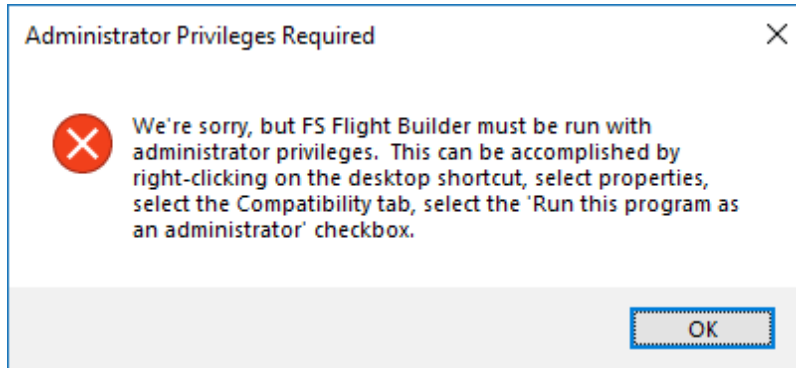 Administrator Privileges Required
We're sorry, but FS Flight Builder must be run with
administrator privileges.  This can be accomplished by
right-clicking on the desktop shortcut, select properties,
select the Compatibility tab, select the 'Run this program as
an administrator' checkbox.
OK